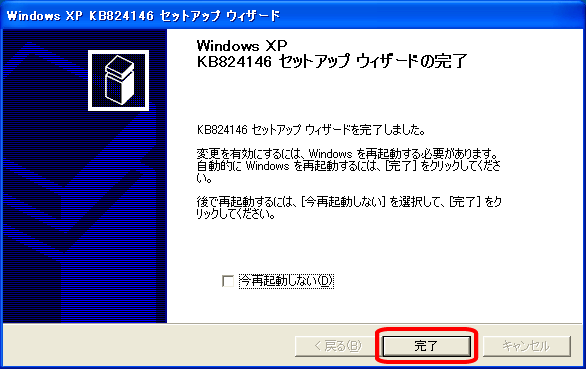 Windows XP KB824146 セットアップ ウィザード
Windows XP
KB824146 セットアップ ウィザードの完了
KB824146 セットアップ ウィザードを完了しました。
変更を有効にするには、Windows を再起動する必要があります。
自動的に Windows を再起動するには、[完了] をクリックしてくださ
い。
後で再起動するには、[今再起動しない] を選択して、[完了] をク
リックしてください。
今再起動しない(D)
< 戻る(B)
完了
キャンセル